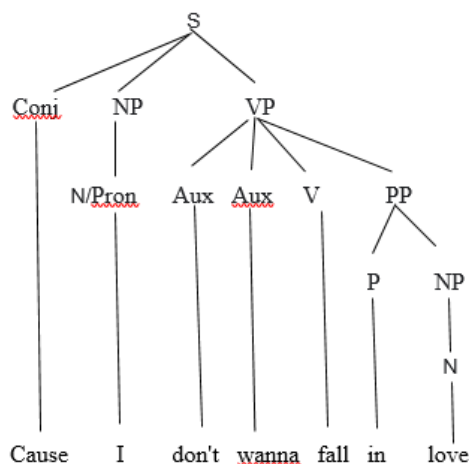 S
Conj NP VP
N/Pron Aux Aux V PP
P NP
N
Cause I don't wanna fall in love